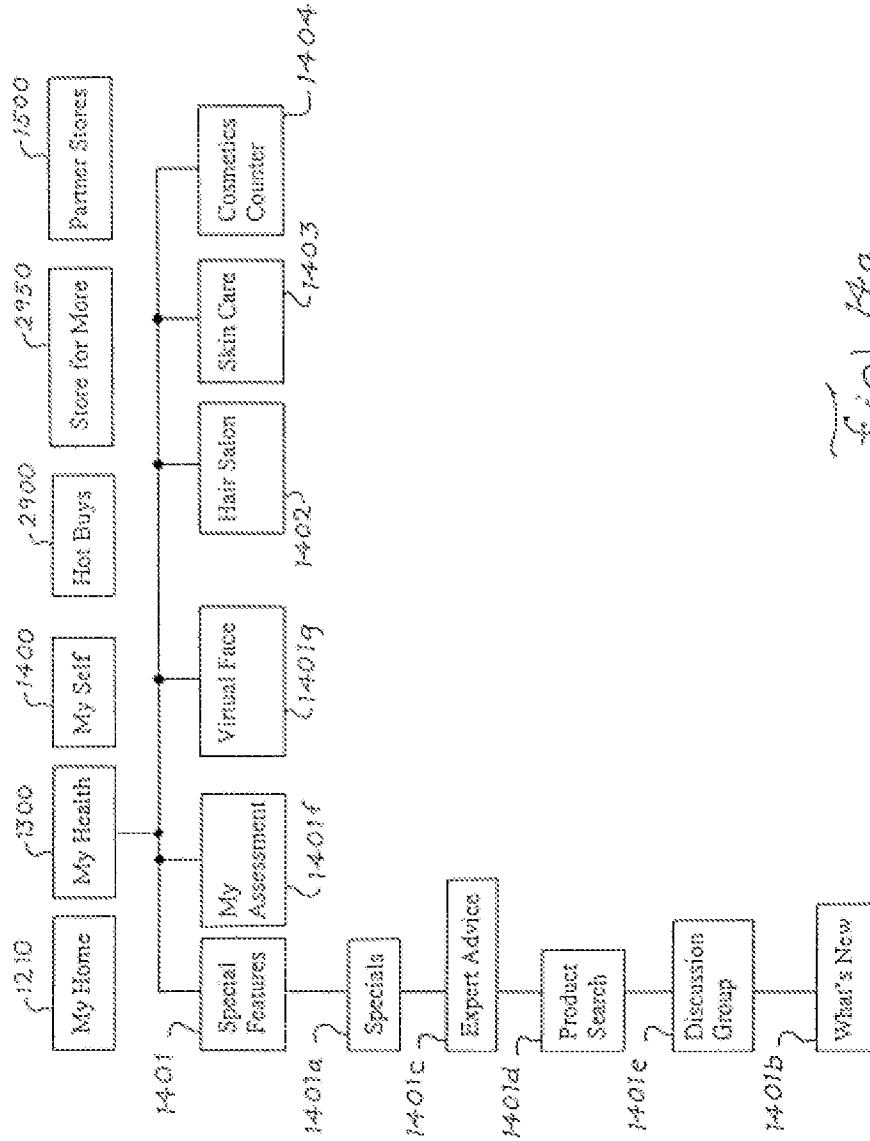 1210
My Home
1300
My Health
1400
My Self
2900
Hot Buys
2950
Store for More
1500
Partner Stores
1401
Special
Features
My
Assessment
1401f
Virtual Face
1401g
Hair Salon
1402
Skin Care
1403
Cosmetics
Counter
1404
1401a
Specials
1401c
Expert Advice
1401d
Product
Search
1401e
Discussion
Group
1401b
What's New
14a